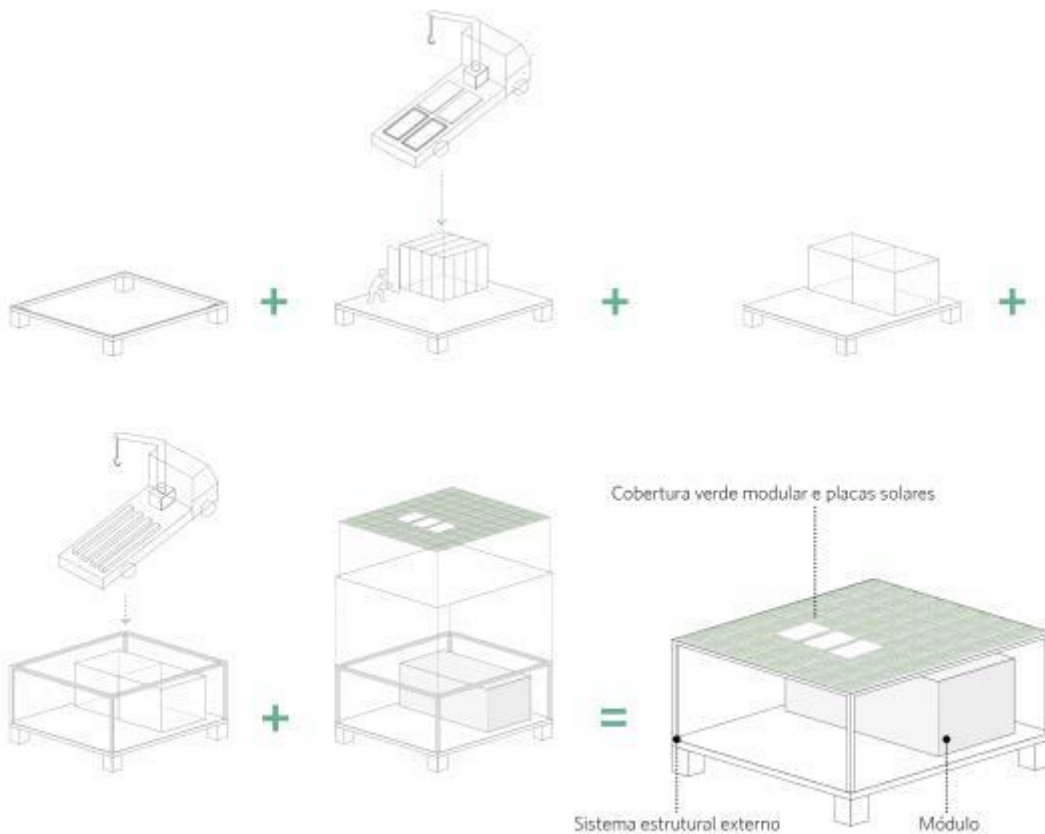 +
+
+
Cobertura verde modular e placas solares
+
=
Sistema estrutural externo
Módulo